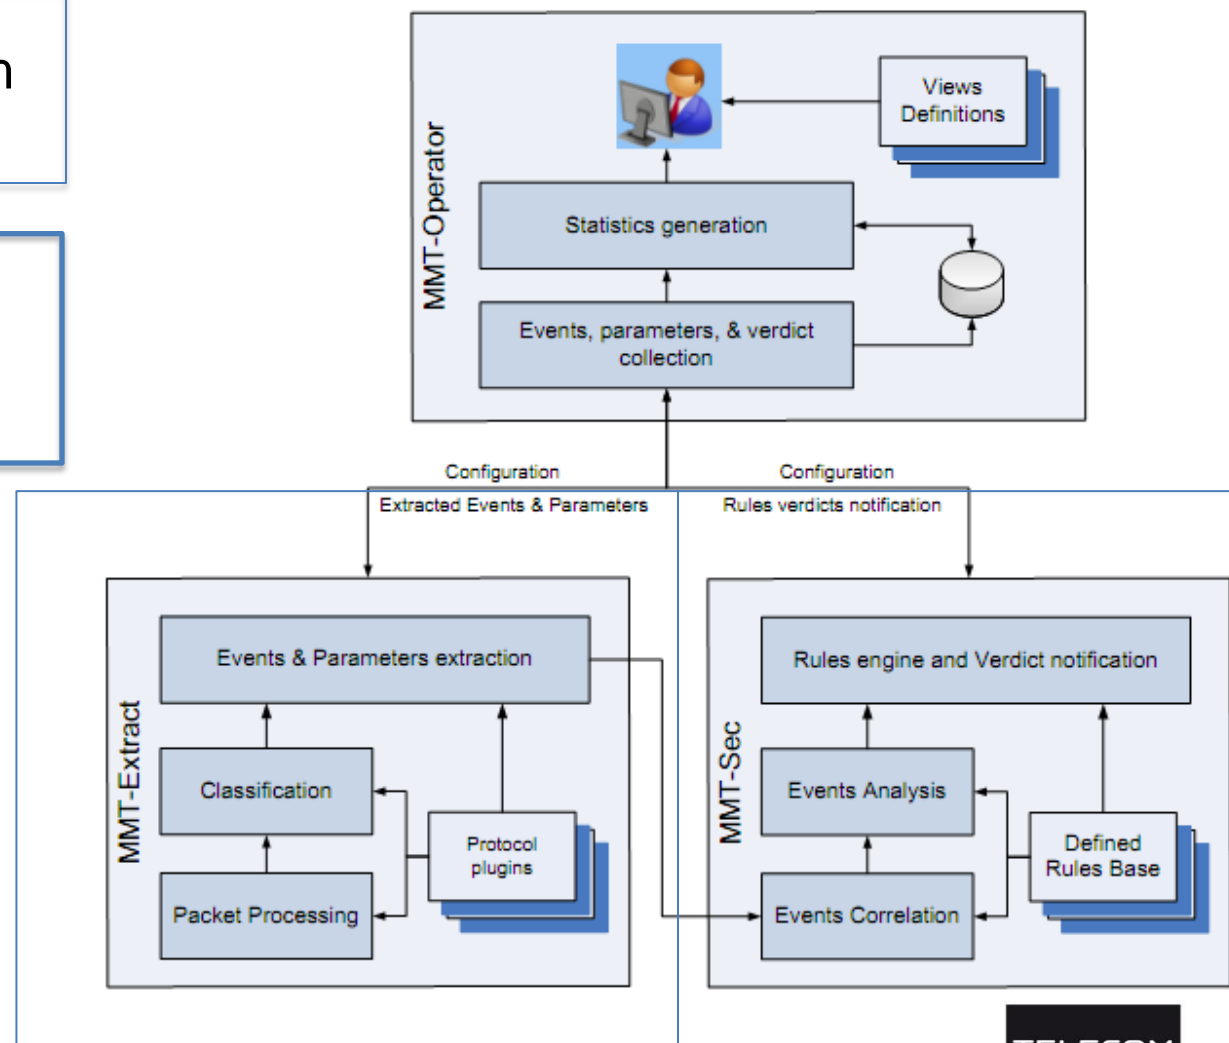 n
MMT-Operator
Views
Definitions
Statistics generation
Events, parameters, & verdict
collection
Configuration
Extracted Events & Parameters
Configuration
Rules verdicts notification
MMT-Extract
Events & Parameters extraction
Classification
Protocol
plugins
Packet Processing
MMT-Sec
Rules engine and Verdict notification
Events Analysis
Defined
Rules Base
Events Correlation
TELECOM